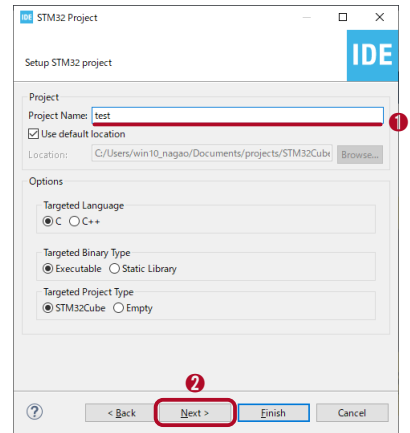 IDE STM32 Project
Setup STM32 project
IDE
Project
Project Name: test
1
Use default location
Location: C:/Users/win10_nagao/Documents/projects/STM32Cube Browse...
Options
Targeted Language
C C++
Targeted Binary Type
Executable Static Library
Targeted Project Type
STM32Cube Empty
2
? < Back Next > Finish Cancel